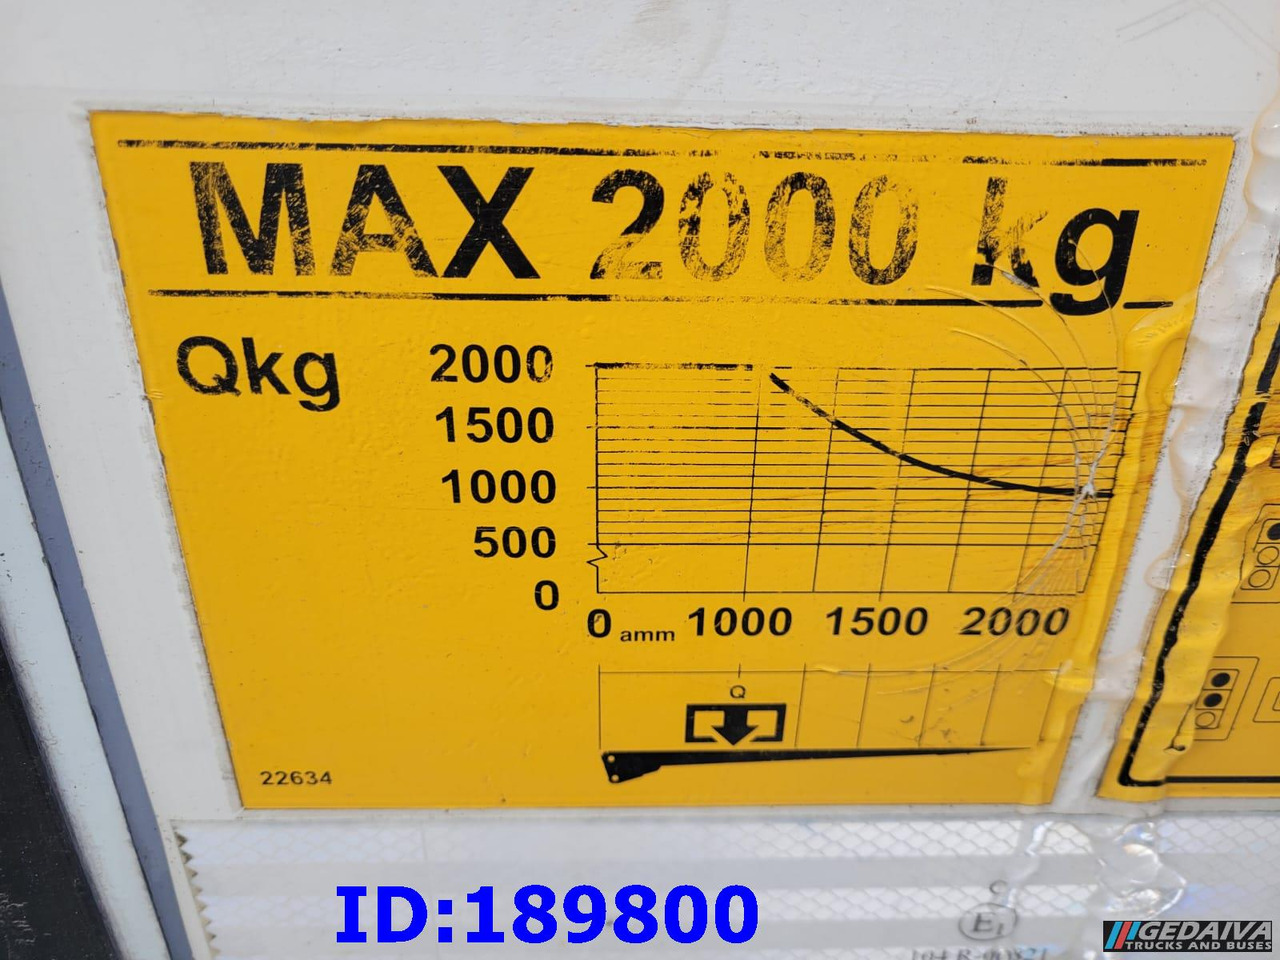 MAX 2000 kg
Qkg
2000
1500
1000
500
0
0 amm 1000 1500 2000
Q
22634
ID:189800
E1
GEDAIVA
TRUCKS AND BUSES